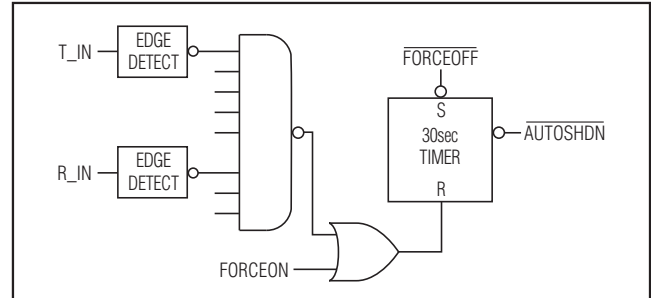 T_IN
EDGE
DETECT
R_IN
EDGE
DETECT
FORCEON
FORCEOFF
S
30sec
TIMER
R
AUTOSHDN